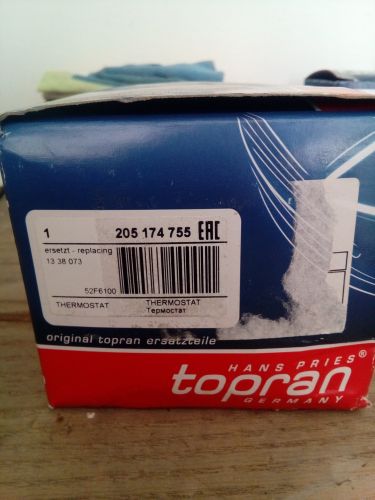 1 205 174 755 EAC
ersetzt - replacing
13 38 073
52F6100
THERMOSTAT THERMOSTAT
Термостат
original topran ersatzteile
HANS PRIES®
topran
GERMANY